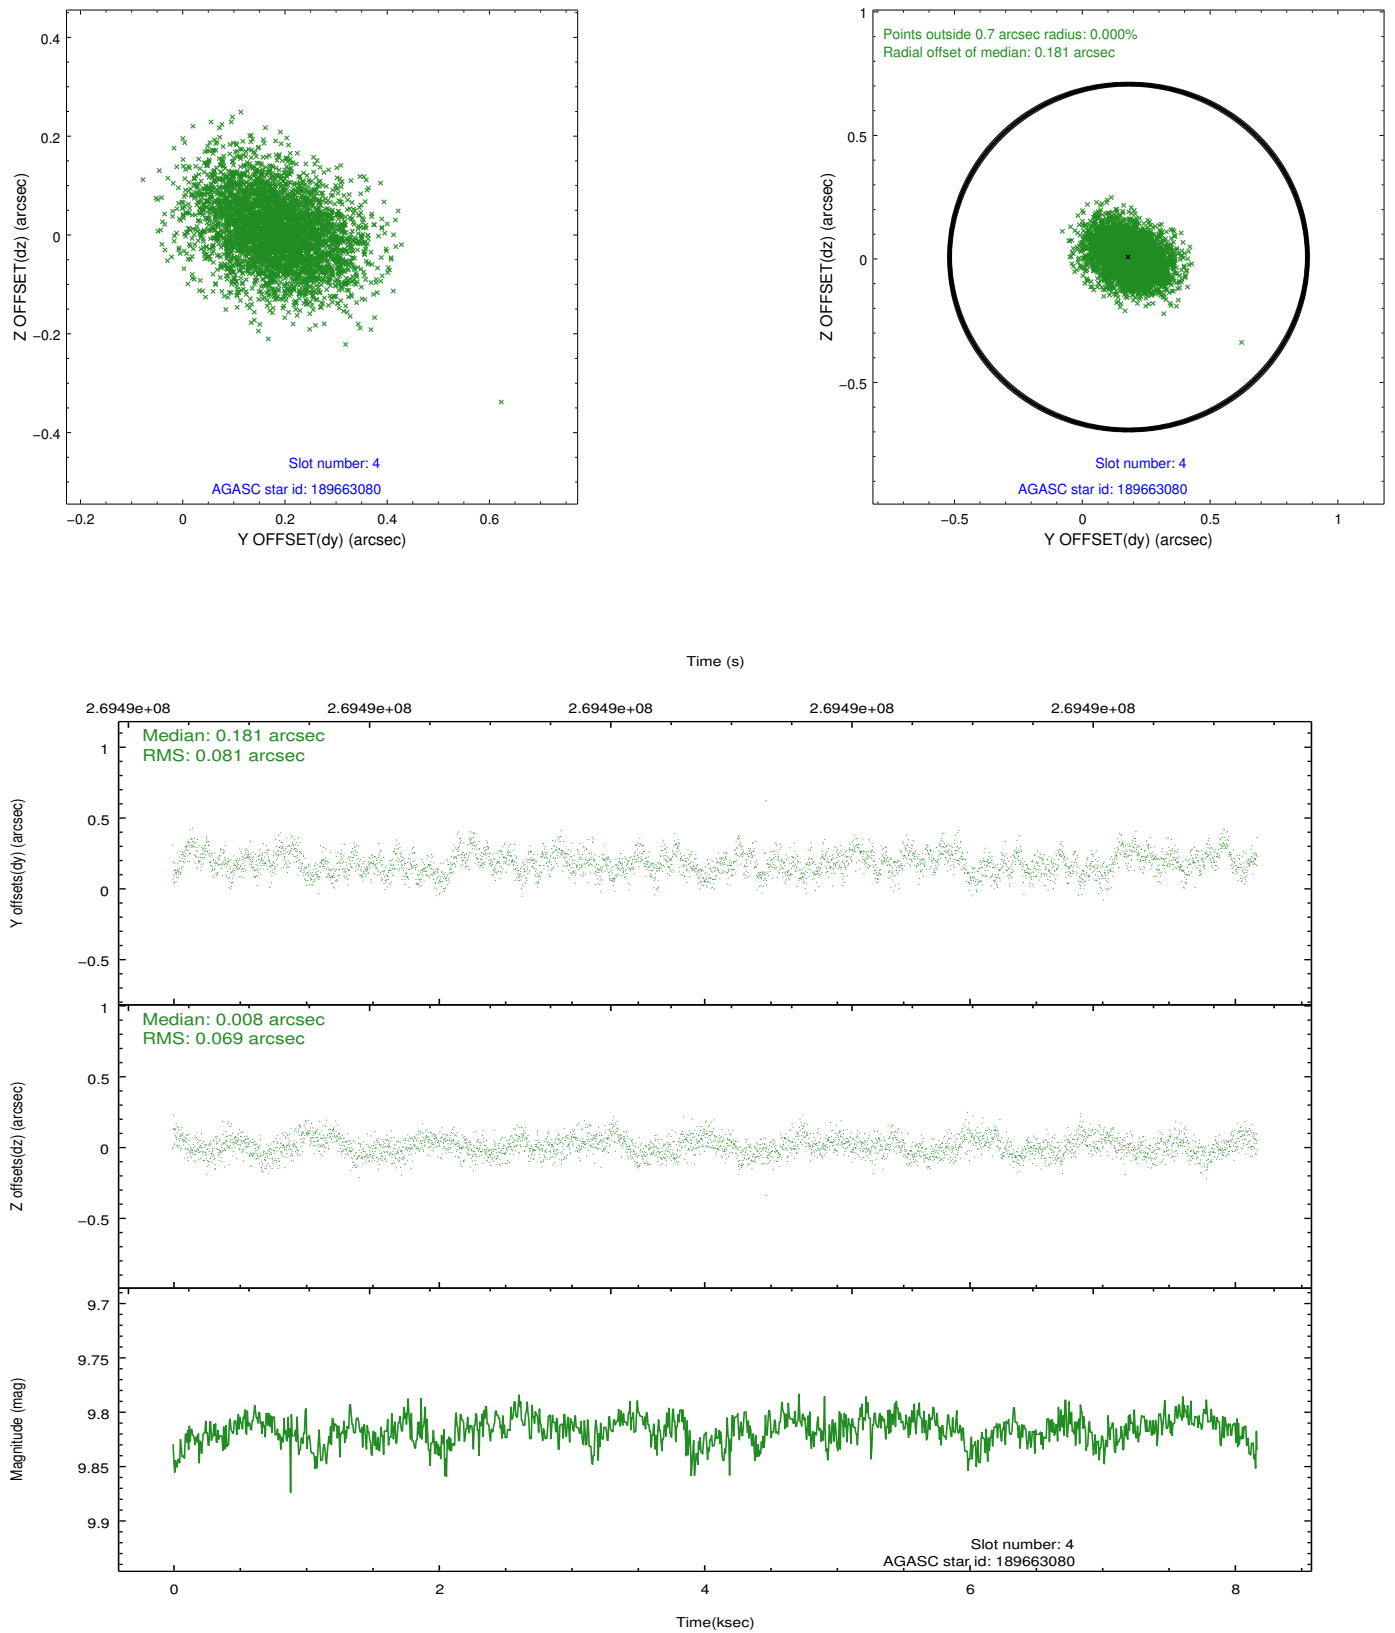 0.4
0.2
0
−0.2
−0.4
Z OFFSET(dz) (arcsec)
Slot number: 4
AGASC star id: 189663080
−0.2 0 0.2 0.4 0.6
Y OFFSET(dy) (arcsec)
1
0.5
0
−0.5
Z OFFSET(dz) (arcsec)
Points outside 0.7 arcsec radius: 0.000%
Radial offset of median: 0.181 arcsec
Slot number: 4
AGASC star id: 189663080
−0.5 0 0.5 1
Y OFFSET(dy) (arcsec)
Time (s)
2.6949e+08 2.6949e+08 2.6949e+08 2.6949e+08 2.6949e+08
Median: 0.181 arcsec
RMS: 0.081 arcsec
1
0.5
0
−0.5
Y offsets(dy) (arcsec)
Median: 0.008 arcsec
RMS: 0.069 arcsec
1
0.5
0
−0.5
Z offsets(dz) (arcsec)
9.7
9.75
9.8
9.85
9.9
Magnitude (mag)
Slot number: 4
AGASC star id: 189663080
0 2 4 6 8
Time(ksec)